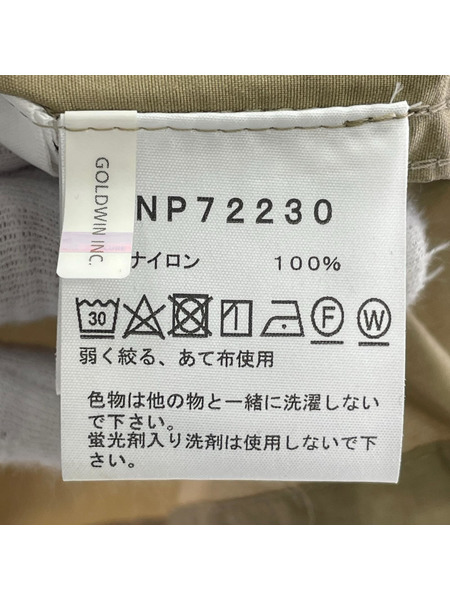 GOLDWIN INC.
NP72230
ナイロン 100%
30 F W
弱く絞る、あて布使用
色物は他の物と一緒に洗濯しない
で下さい。
蛍光剤入り洗剤は使用しないで下
さい。